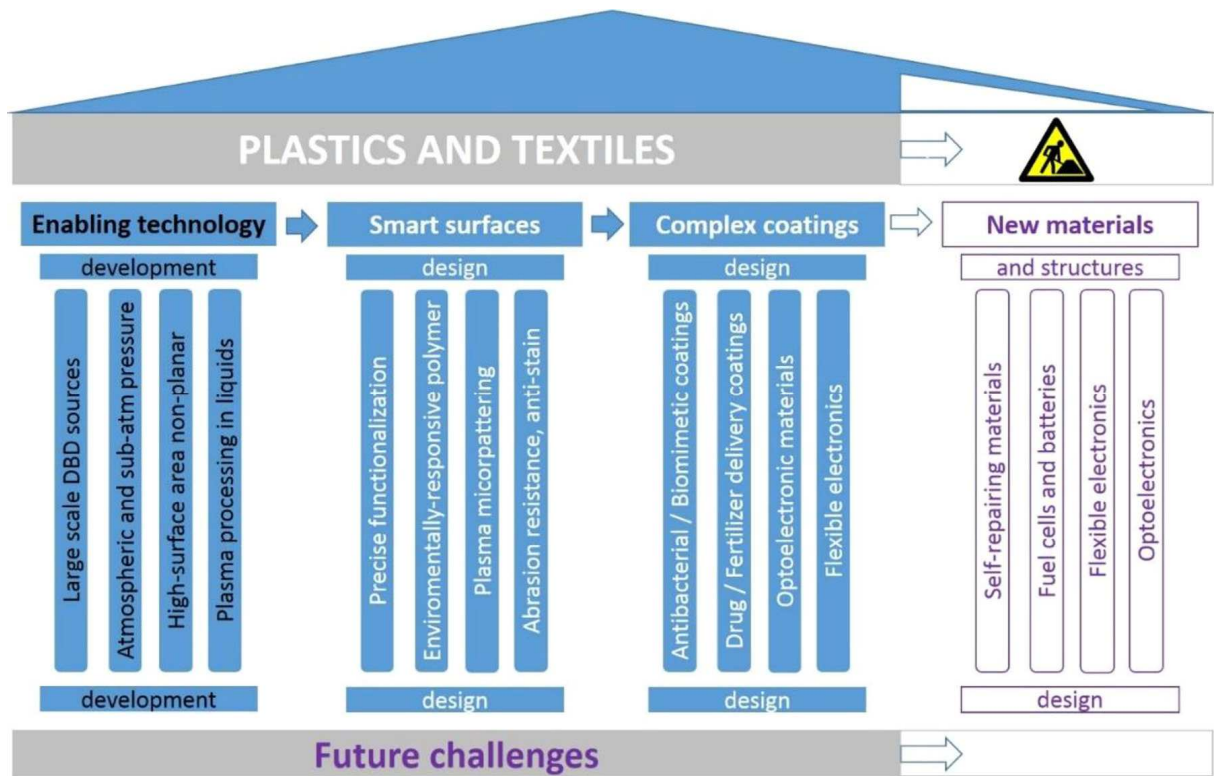 PLASTICS AND TEXTILES
Enabling technology
development
Large scale DBD sources
Atmospheric and sub-atm pressure
High-surface area non-planar
Plasma processing in liquids
development
Smart surfaces
design
Precise functionalization
Enviromentally-responsive polymer
Plasma micorpattering
Abrasion resistance, anti-stain
design
Complex coatings
design
Antibacterial / Biomimetic coatings
Drug / Fertilizer delivery coatings
Optoelectronic materials
Flexible electronics
design
New materials
and structures
Self-repairing materials
Fuel cells and batteries
Flexible electronics
Optoelectronics
design
Future challenges